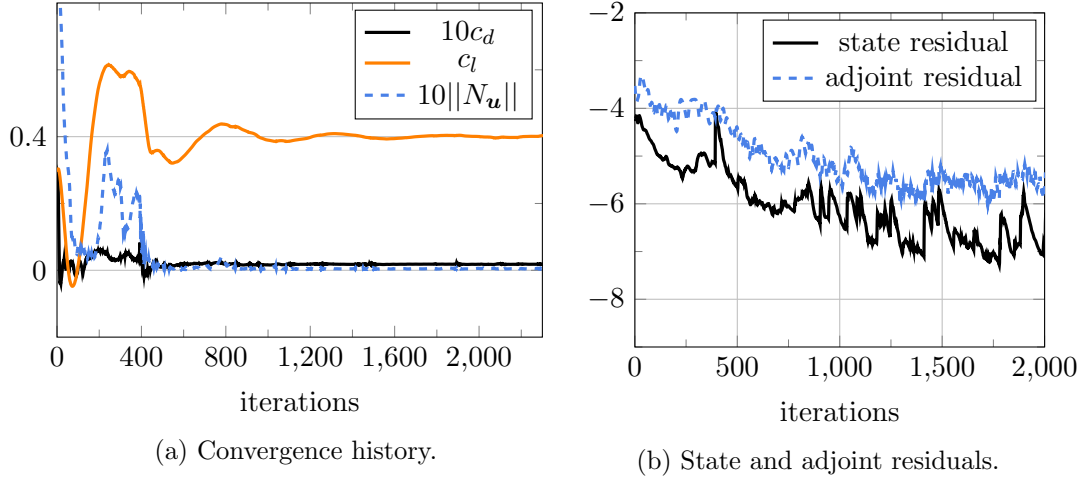 10c_d
c_l
10||N_u||
0.4
0
0 400 800 1,200 1,600 2,000
iterations
(a) Convergence history.
−2
state residual
adjoint residual
−4
−6
−8
0 500 1,000 1,500 2,000
iterations
(b) State and adjoint residuals.